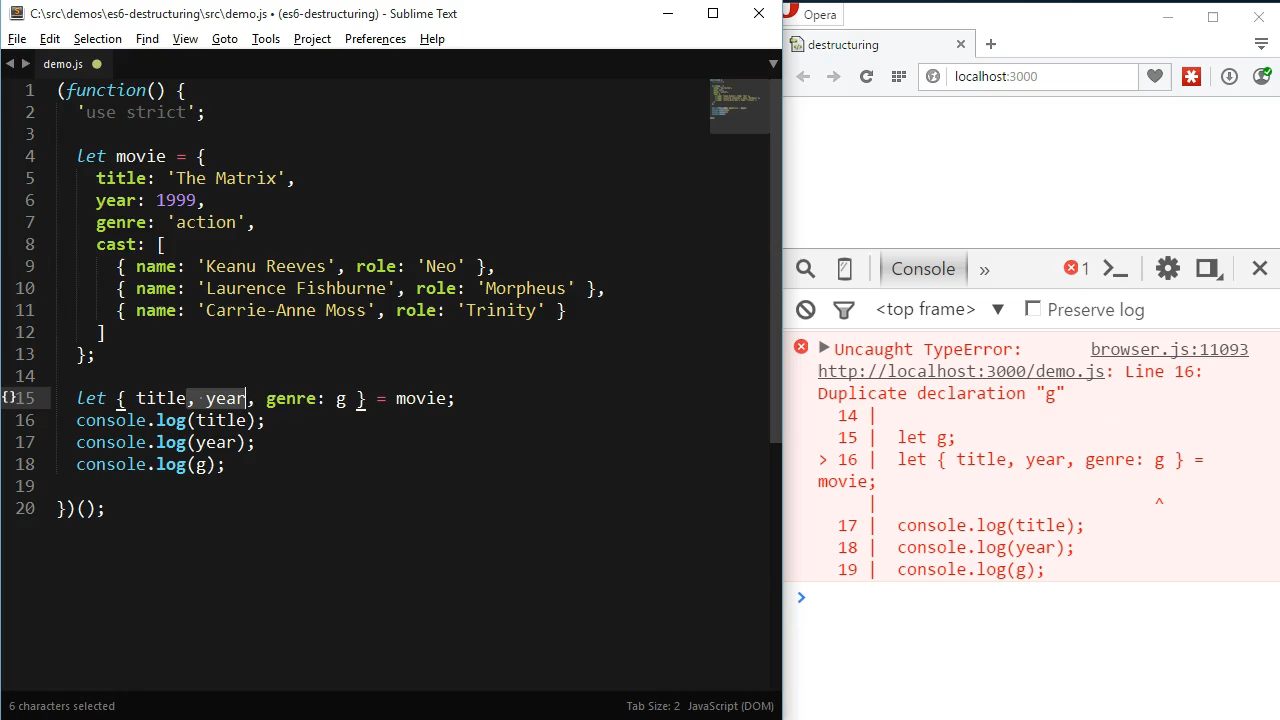 C:\src\demos\es6-destructuring\src\demo.js • (es6-destructuring) - Sublime Text
File Edit Selection Find View Goto Tools Project Preferences Help
demo.js
1 (function() {
2 'use strict';
3
4 let movie = {
5 title: 'The Matrix',
6 year: 1999,
7 genre: 'action',
8 cast: [
9 { name: 'Keanu Reeves', role: 'Neo' },
10 { name: 'Laurence Fishburne', role: 'Morpheus' },
11 { name: 'Carrie-Anne Moss', role: 'Trinity' }
12 ]
13 };
14
{}15 let { title, year, genre: g } = movie;
16 console.log(title);
17 console.log(year);
18 console.log(g);
19
20 })();
6 characters selected
Tab Size: 2 JavaScript (DOM)
Opera
destructuring
localhost:3000
Console » 1
<top frame> ▼ Preserve log
Uncaught TypeError: browser.js:11093
http://localhost:3000/demo.js: Line 16:
Duplicate declaration "g"
14 |
15 | let g;
> 16 | let { title, year, genre: g } =
movie;
| ^
17 | console.log(title);
18 | console.log(year);
19 | console.log(g);
>